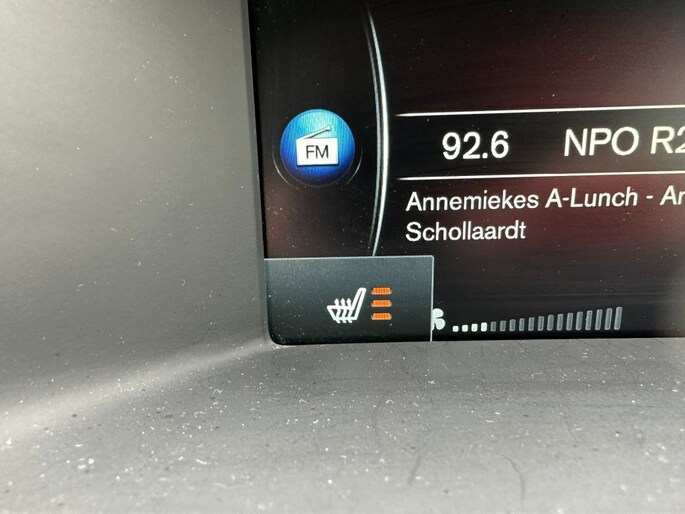 FM
92.6 NPO R2
Annemiekes A-Lunch - An
Schollaardt